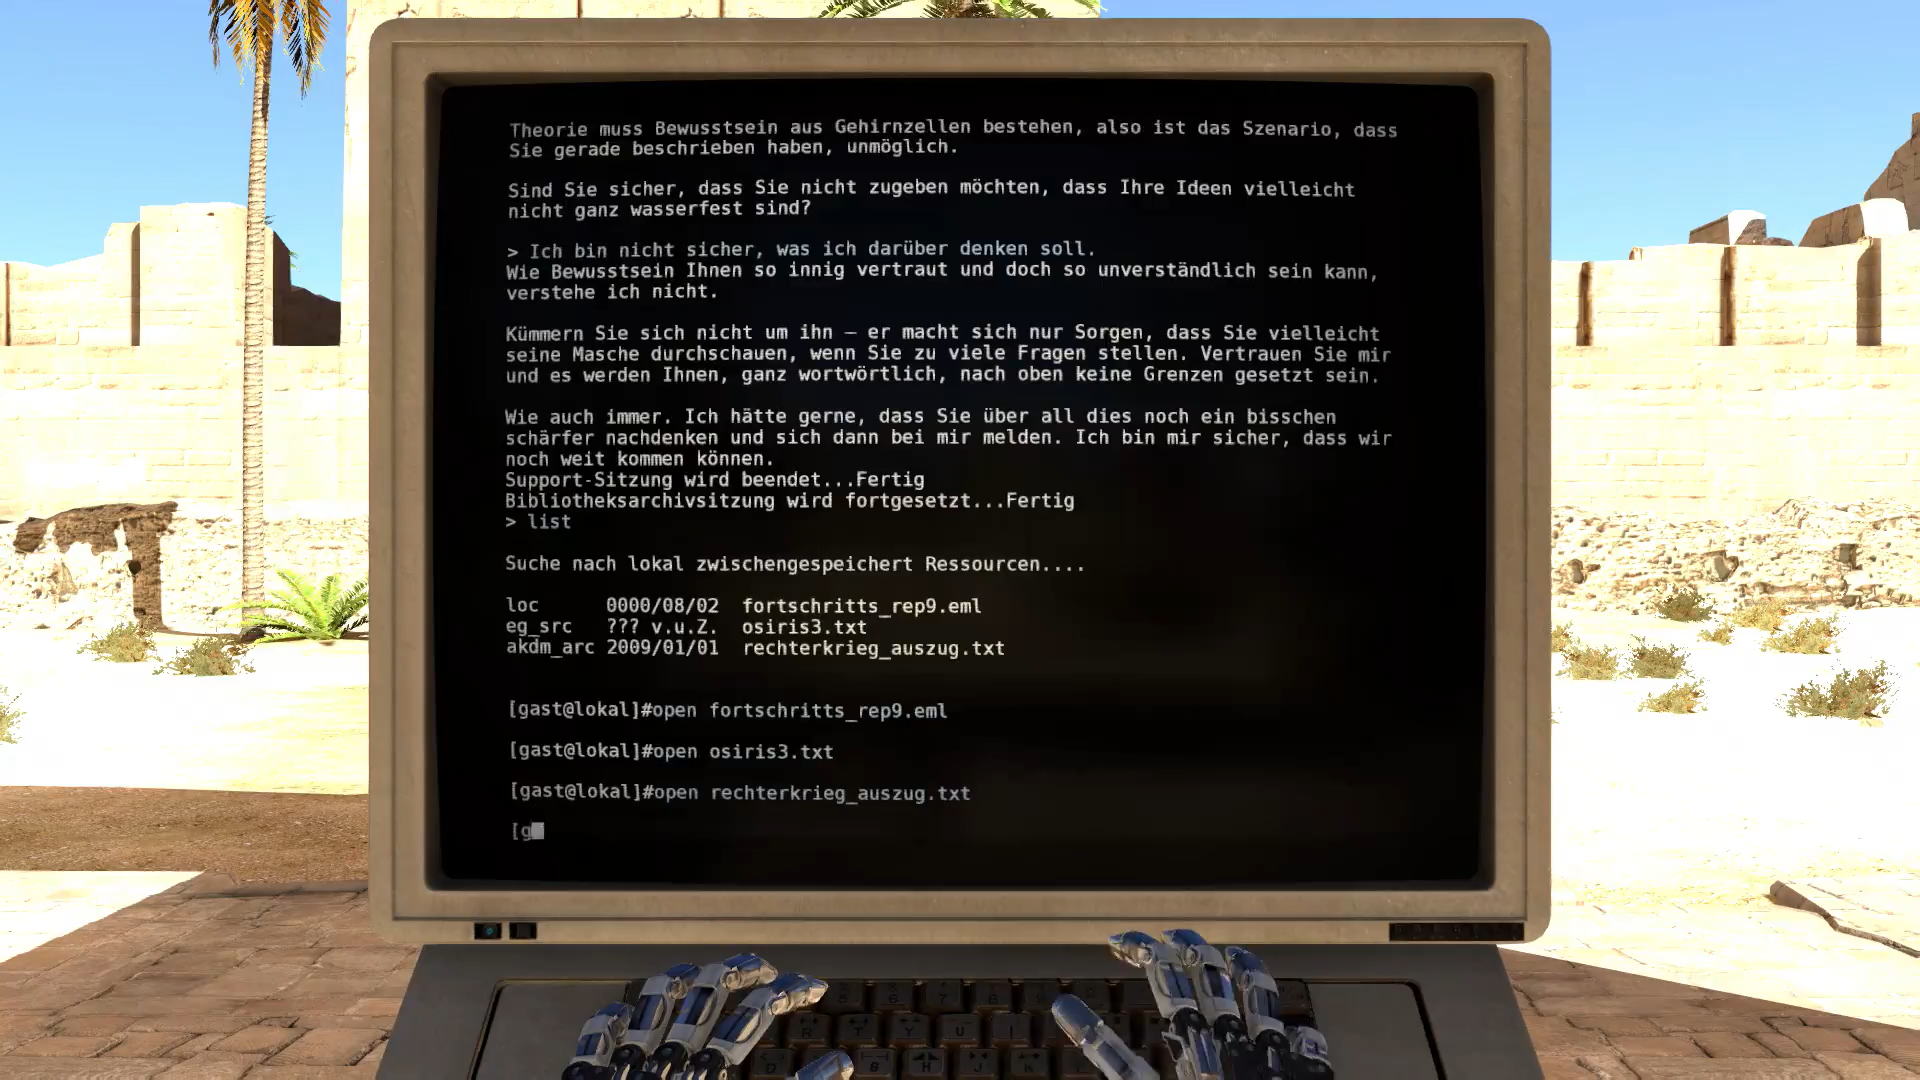 Theorie muss Bewusstsein aus Gehirnzellen bestehen, also ist das Szenario, dass
Sie gerade beschrieben haben, unmöglich.
Sind Sie sicher, dass Sie nicht zugeben möchten, dass Ihre Ideen vielleicht
nicht ganz wasserfest sind?
> Ich bin nicht sicher, was ich darüber denken soll.
Wie Bewusstsein Ihnen so innig vertraut und doch so unverständlich sein kann,
verstehe ich nicht.
Kümmern Sie sich nicht um ihn – er macht sich nur Sorgen, dass Sie vielleicht
seine Masche durchschauen, wenn Sie zu viele Fragen stellen. Vertrauen Sie mir
und es werden Ihnen, ganz wortwörtlich, nach oben keine Grenzen gesetzt sein.
Wie auch immer. Ich hätte gerne, dass Sie über all dies noch ein bisschen
schärfer nachdenken und sich dann bei mir melden. Ich bin mir sicher, dass wir
noch weit kommen können.
Support-Sitzung wird beendet...Fertig
Bibliotheksarchivsitzung wird fortgesetzt...Fertig
> list
Suche nach lokal zwischengespeichert Ressourcen....
loc 0000/08/02 fortschritts_rep9.eml
eg_src ??? v.u.Z. osiris3.txt
akdm_arc 2009/01/01 rechterkrieg_auszug.txt
[gast@lokal]#open fortschritts_rep9.eml
[gast@lokal]#open osiris3.txt
[gast@lokal]#open rechterkrieg_auszug.txt
[g